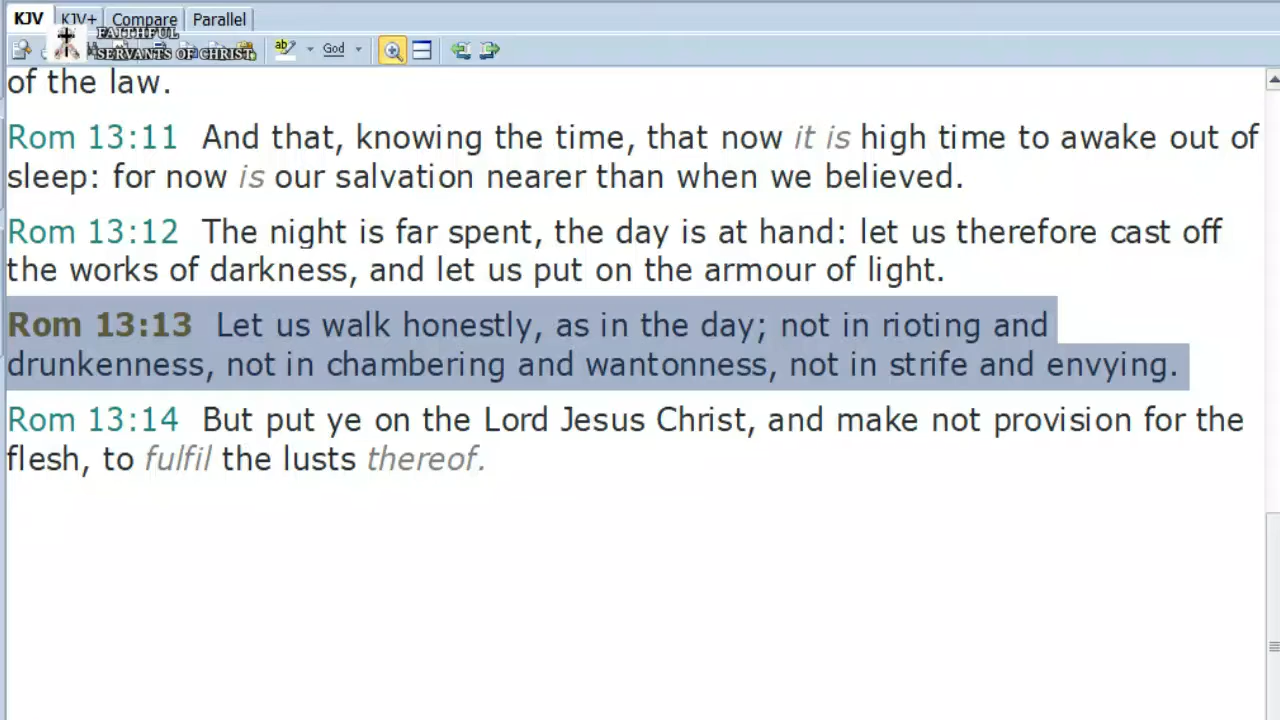 KJV KJV+ Compare Parallel
FAITHFUL
SERVANTS OF CHRIST
ab God
of the law.
Rom 13:11 And that, knowing the time, that now it is high time to awake out of
sleep: for now is our salvation nearer than when we believed.
Rom 13:12 The night is far spent, the day is at hand: let us therefore cast off
the works of darkness, and let us put on the armour of light.
Rom 13:13 Let us walk honestly, as in the day; not in rioting and
drunkenness, not in chambering and wantonness, not in strife and envying.
Rom 13:14 But put ye on the Lord Jesus Christ, and make not provision for the
flesh, to fulfil the lusts thereof.